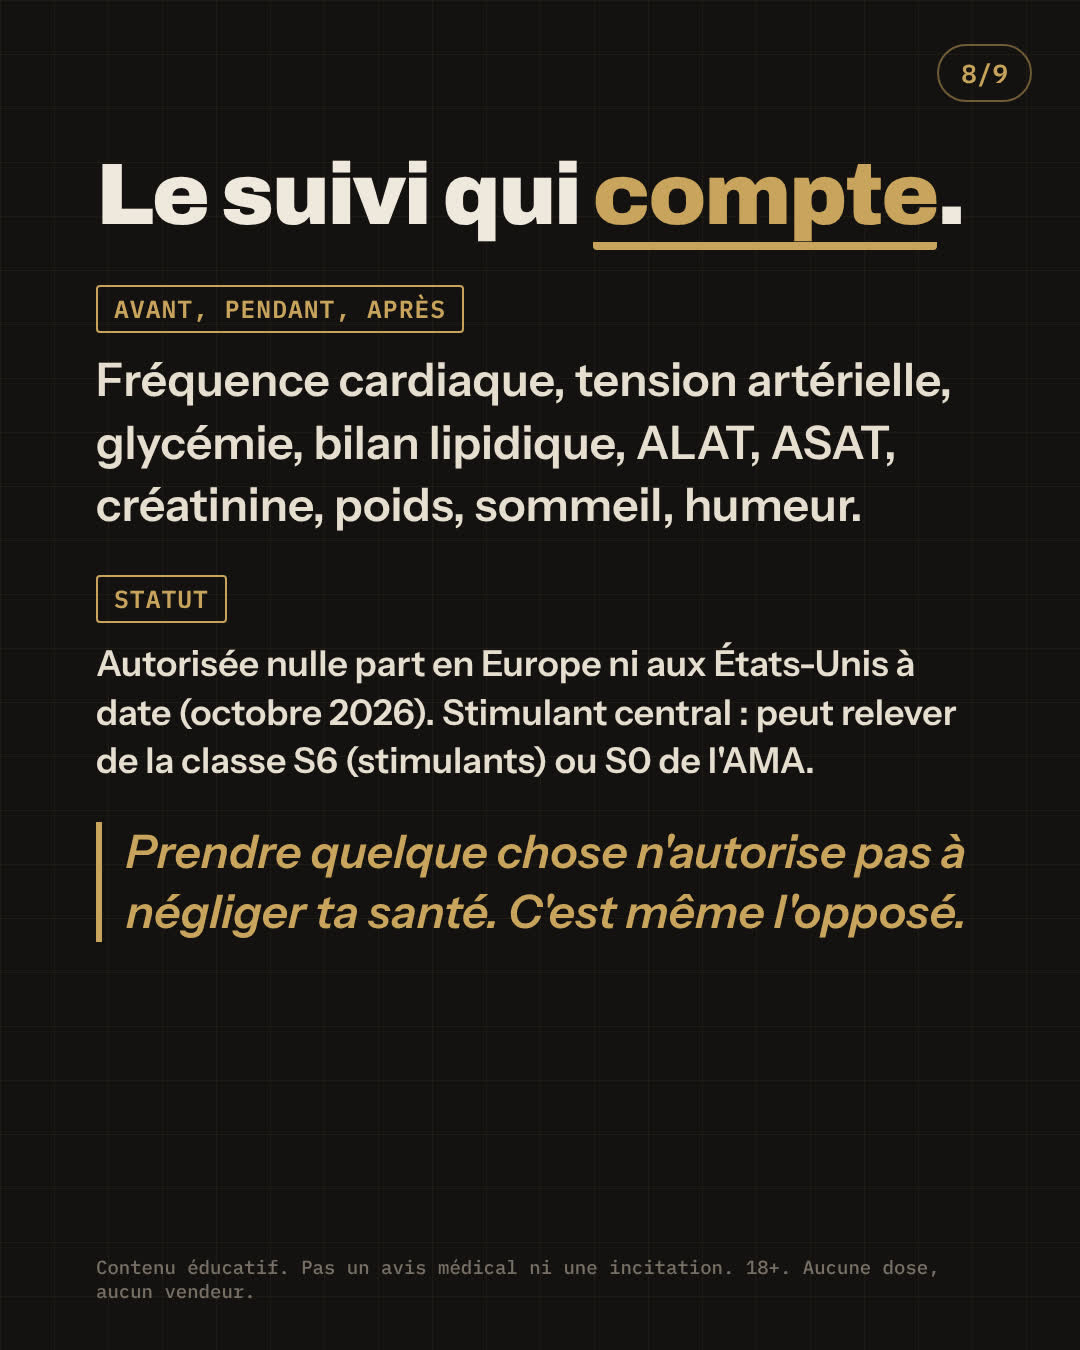 8/9
Le suivi qui compte.
AVANT, PENDANT, APRÈS
Fréquence cardiaque, tension artérielle,
glycémie, bilan lipidique, ALAT, ASAT,
créatinine, poids, sommeil, humeur.
STATUT
Autorisée nulle part en Europe ni aux États-Unis à
date (octobre 2026). Stimulant central : peut relever
de la classe S6 (stimulants) ou S0 de l'AMA.
Prendre quelque chose n'autorise pas à
négliger ta santé. C'est même l'opposé.
Contenu éducatif. Pas un avis médical ni une incitation. 18+. Aucune dose,
aucun vendeur.